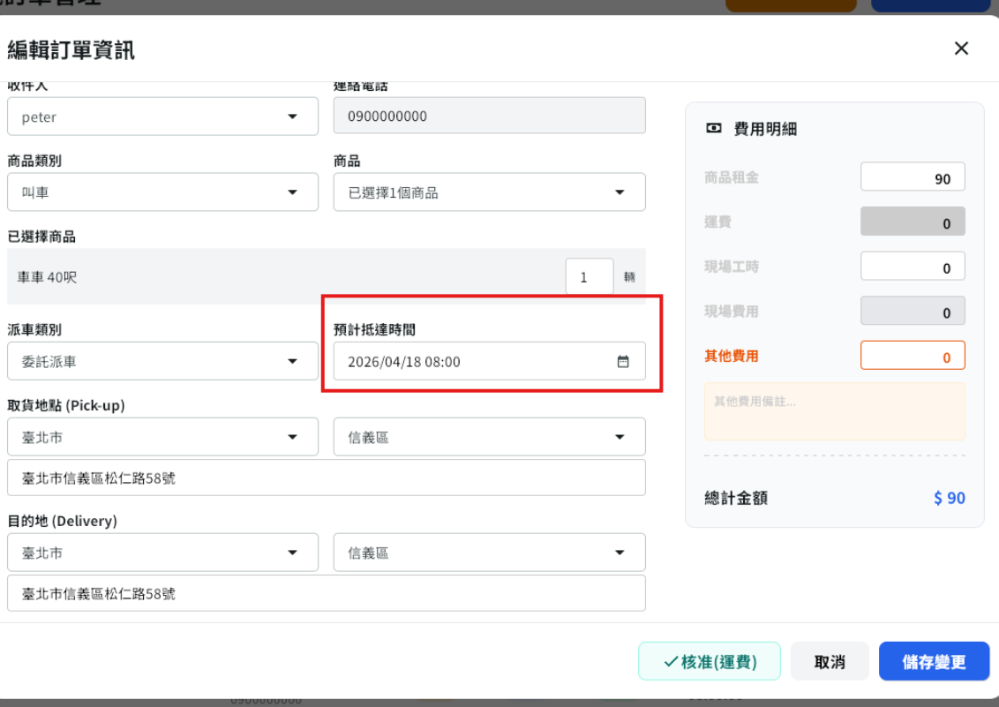 編輯訂單資訊
收件人
連絡電話
peter
0900000000
商品類別
商品
叫車
已選擇1個商品
已選擇商品
車車 40呎
1
輛
派車類別
預計抵達時間
委託派車
2026/04/18 08:00
取貨地點 (Pick-up)
臺北市
信義區
臺北市信義區松仁路58號
目的地 (Delivery)
臺北市
信義區
臺北市信義區松仁路58號
費用明細
商品租金
90
運費
0
現場工時
0
現場費用
0
其他費用
0
其他費用備註...
總計金額
$ 90
核准(運費)
取消
儲存變更